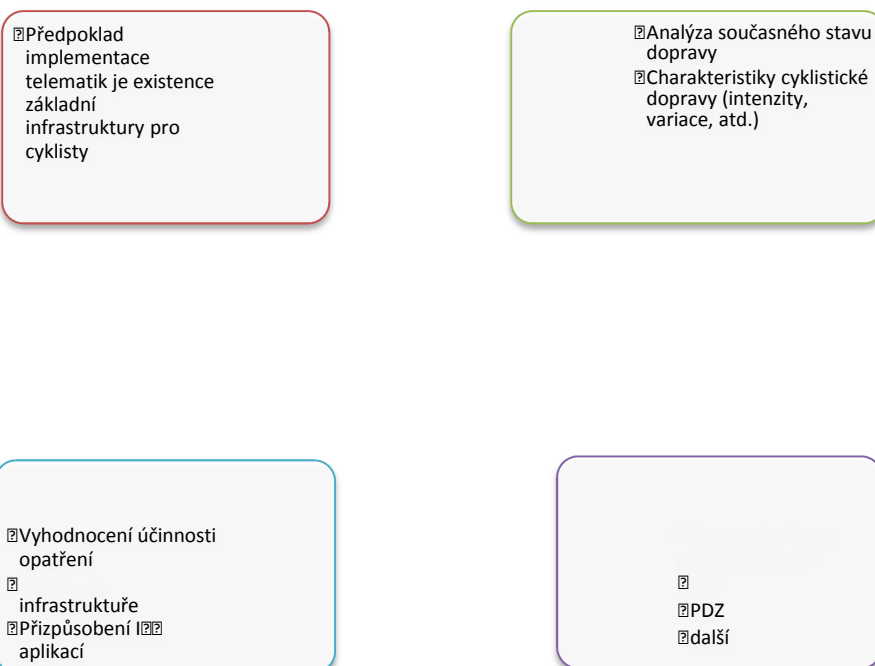 Předpoklad
implementace
telematik je existence
základní
infrastruktury pro
cyklisty
Analýza současného stavu
dopravy
Charakteristiky cyklistické
dopravy (intenzity,
variace, atd.)
Vyhodnocení účinnosti
opatření
infrastruktuře
Přizpůsobení
aplikací
PDZ
další